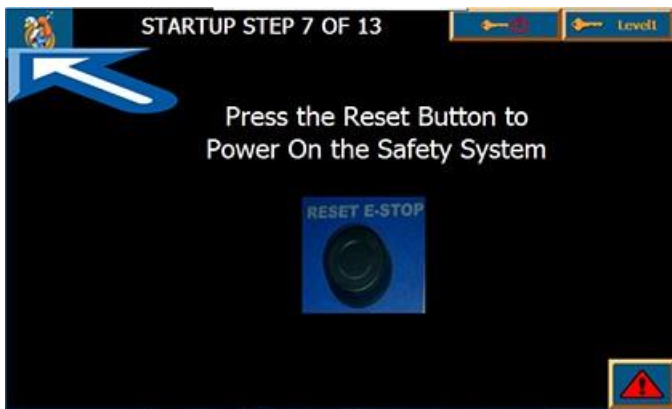 STARTUP STEP 7 OF 13
Level1
Press the Reset Button to
Power On the Safety System
RESET E-STOP